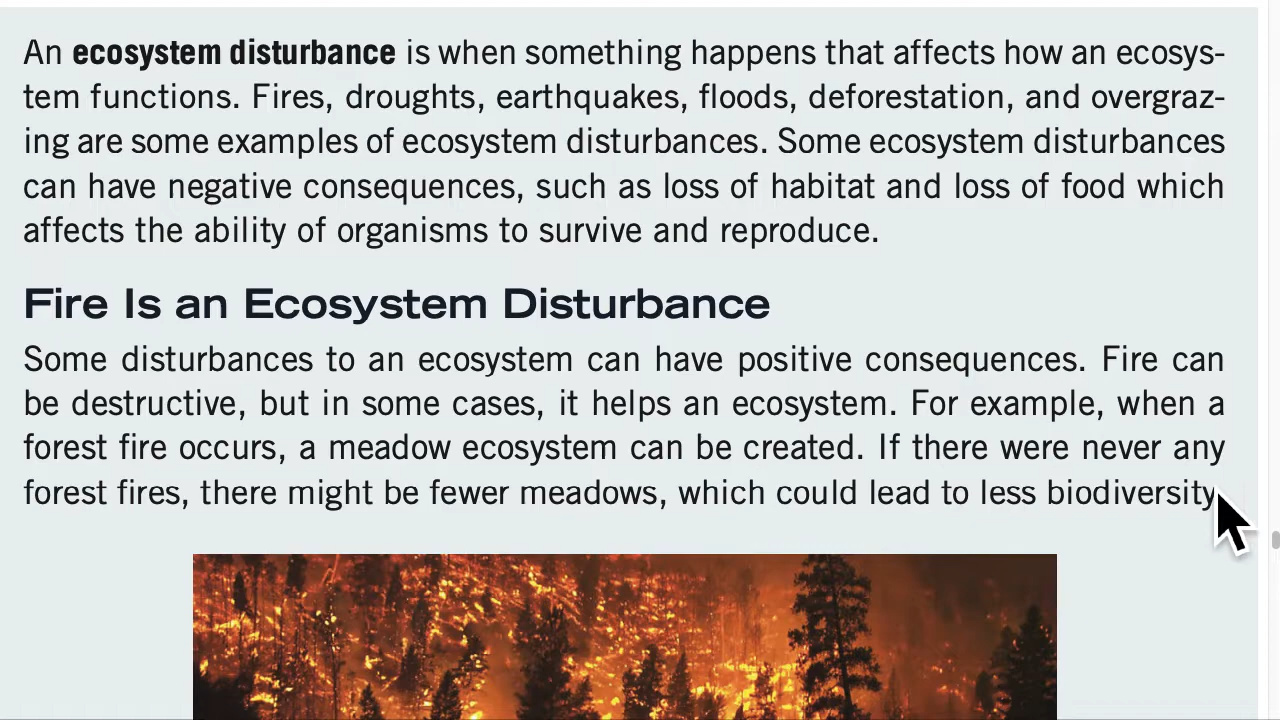 An ecosystem disturbance is when something happens that affects how an ecosys-
tem functions. Fires, droughts, earthquakes, floods, deforestation, and overgraz-
ing are some examples of ecosystem disturbances. Some ecosystem disturbances
can have negative consequences, such as loss of habitat and loss of food which
affects the ability of organisms to survive and reproduce.
Fire Is an Ecosystem Disturbance
Some disturbances to an ecosystem can have positive consequences. Fire can
be destructive, but in some cases, it helps an ecosystem. For example, when a
forest fire occurs, a meadow ecosystem can be created. If there were never any
forest fires, there might be fewer meadows, which could lead to less biodiversity